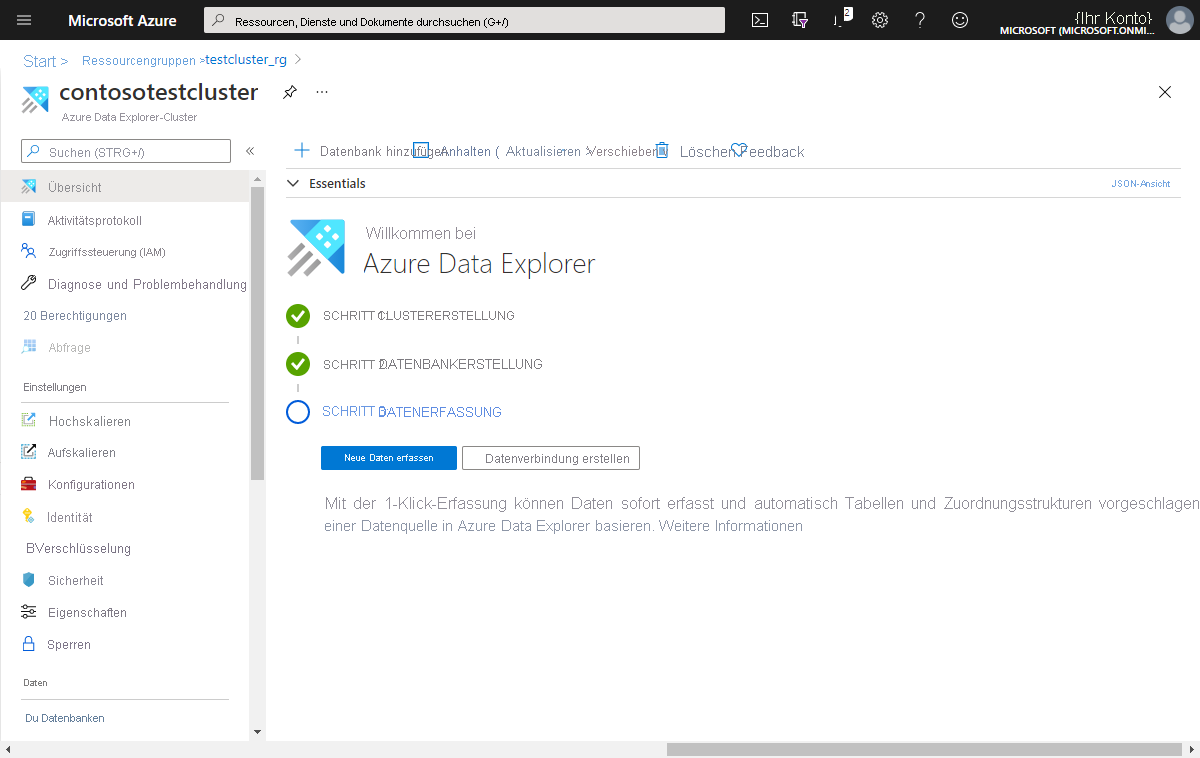 Microsoft Azure
Ressourcen, Dienste und Dokumente durchsuchen (G+/)
2
{Ihr Konto}
MICROSOFT (MICROSOFT.ONMI...
Start > Ressourcengruppen > testcluster_rg >
contosotestcluster ...
Azure Data Explorer-Cluster
Suchen (STRG+/) «
Datenbank hinzufügen Anhalten ( Aktualisieren Verschieben Löschen Feedback
Essentials
JSON-Ansicht
Übersicht
Aktivitätsprotokoll
Zugriffssteuerung (IAM)
Diagnose und Problembehandlung
20 Berechtigungen
Abfrage
Einstellungen
Hochskalieren
Aufskalieren
Konfigurationen
Identität
BVerschlüsselung
Sicherheit
Eigenschaften
Sperren
Daten
Du Datenbanken
Willkommen bei
Azure Data Explorer
SCHRITT 1: CLUSTERERSTELLUNG
SCHRITT 2: DATENBANKERSTELLUNG
SCHRITT 3: DATENERFASSUNG
Neue Daten erfassen
Datenverbindung erstellen
Mit der 1-Klick-Erfassung können Daten sofort erfasst und automatisch Tabellen und Zuordnungsstrukturen vorgeschlagen
einer Datenquelle in Azure Data Explorer basieren. Weitere Informationen